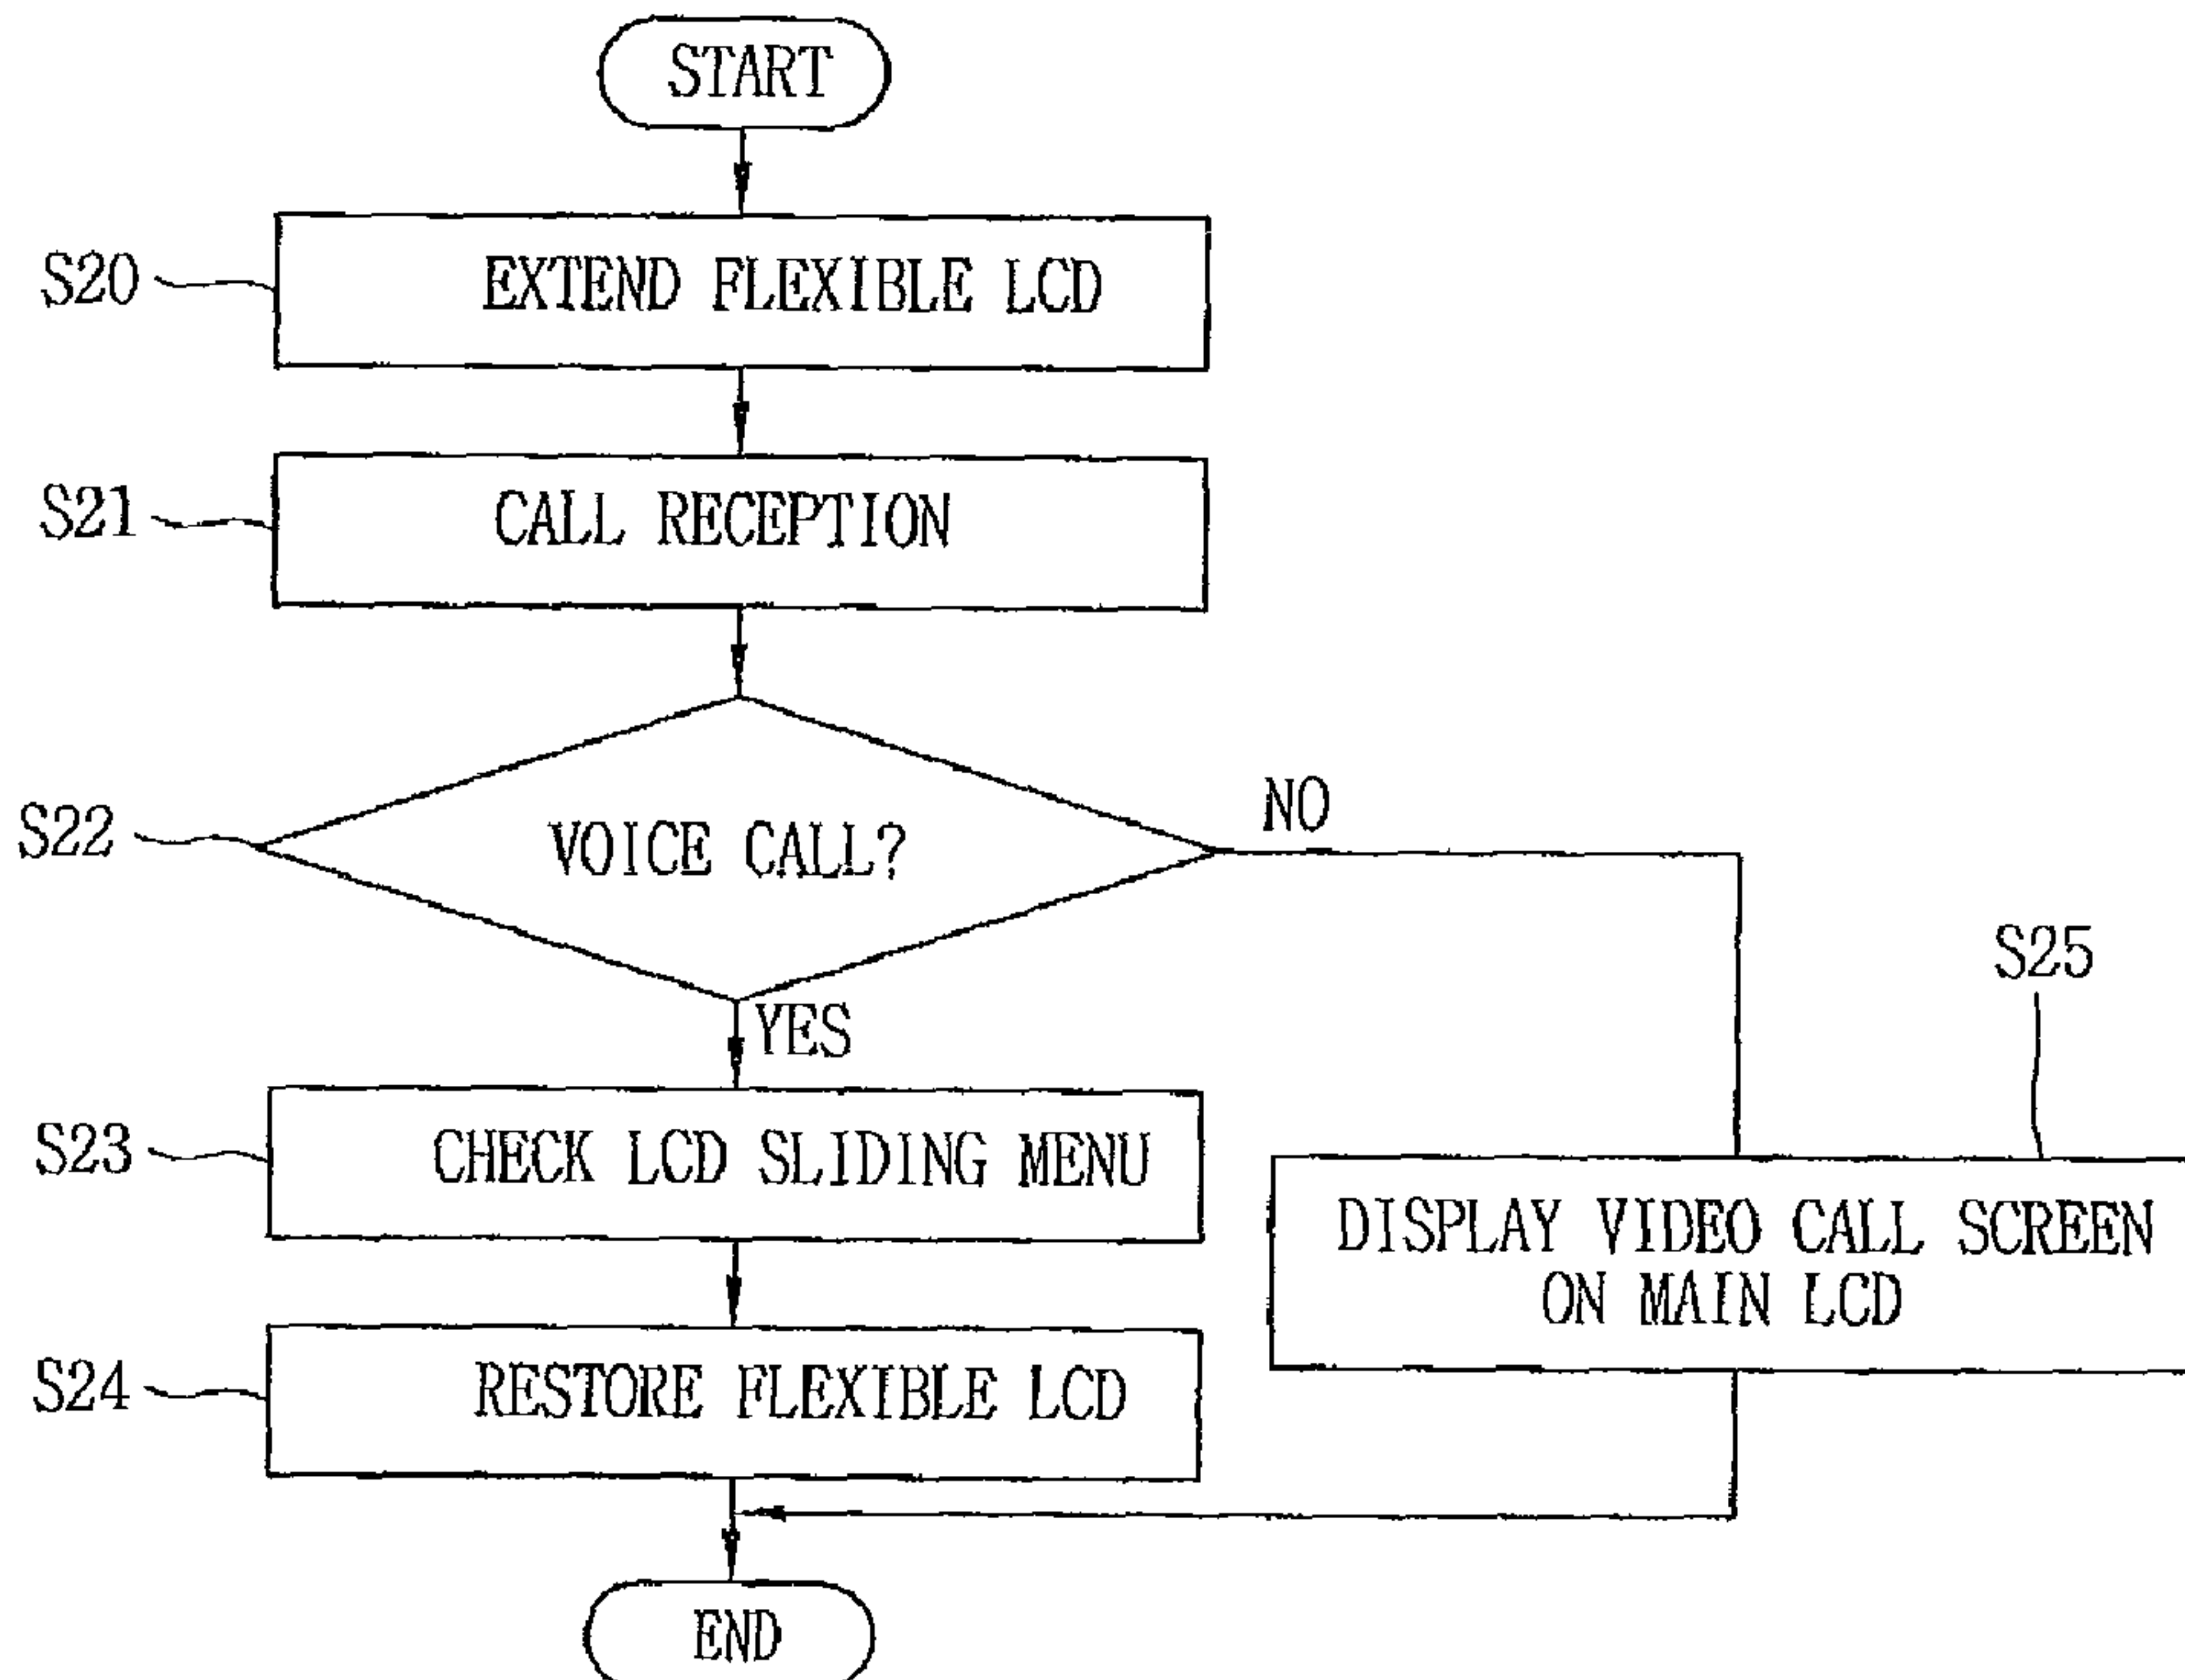 START
S20
EXTEND FLEXIBLE LCD
S21
CALL RECEPTION
S22
VOICE CALL?
NO
YES
S25
S23
CHECK LCD SLIDING MENU
DISPLAY VIDEO CALL SCREEN
ON MAIN LCD
S24
RESTORE FLEXIBLE LCD
END